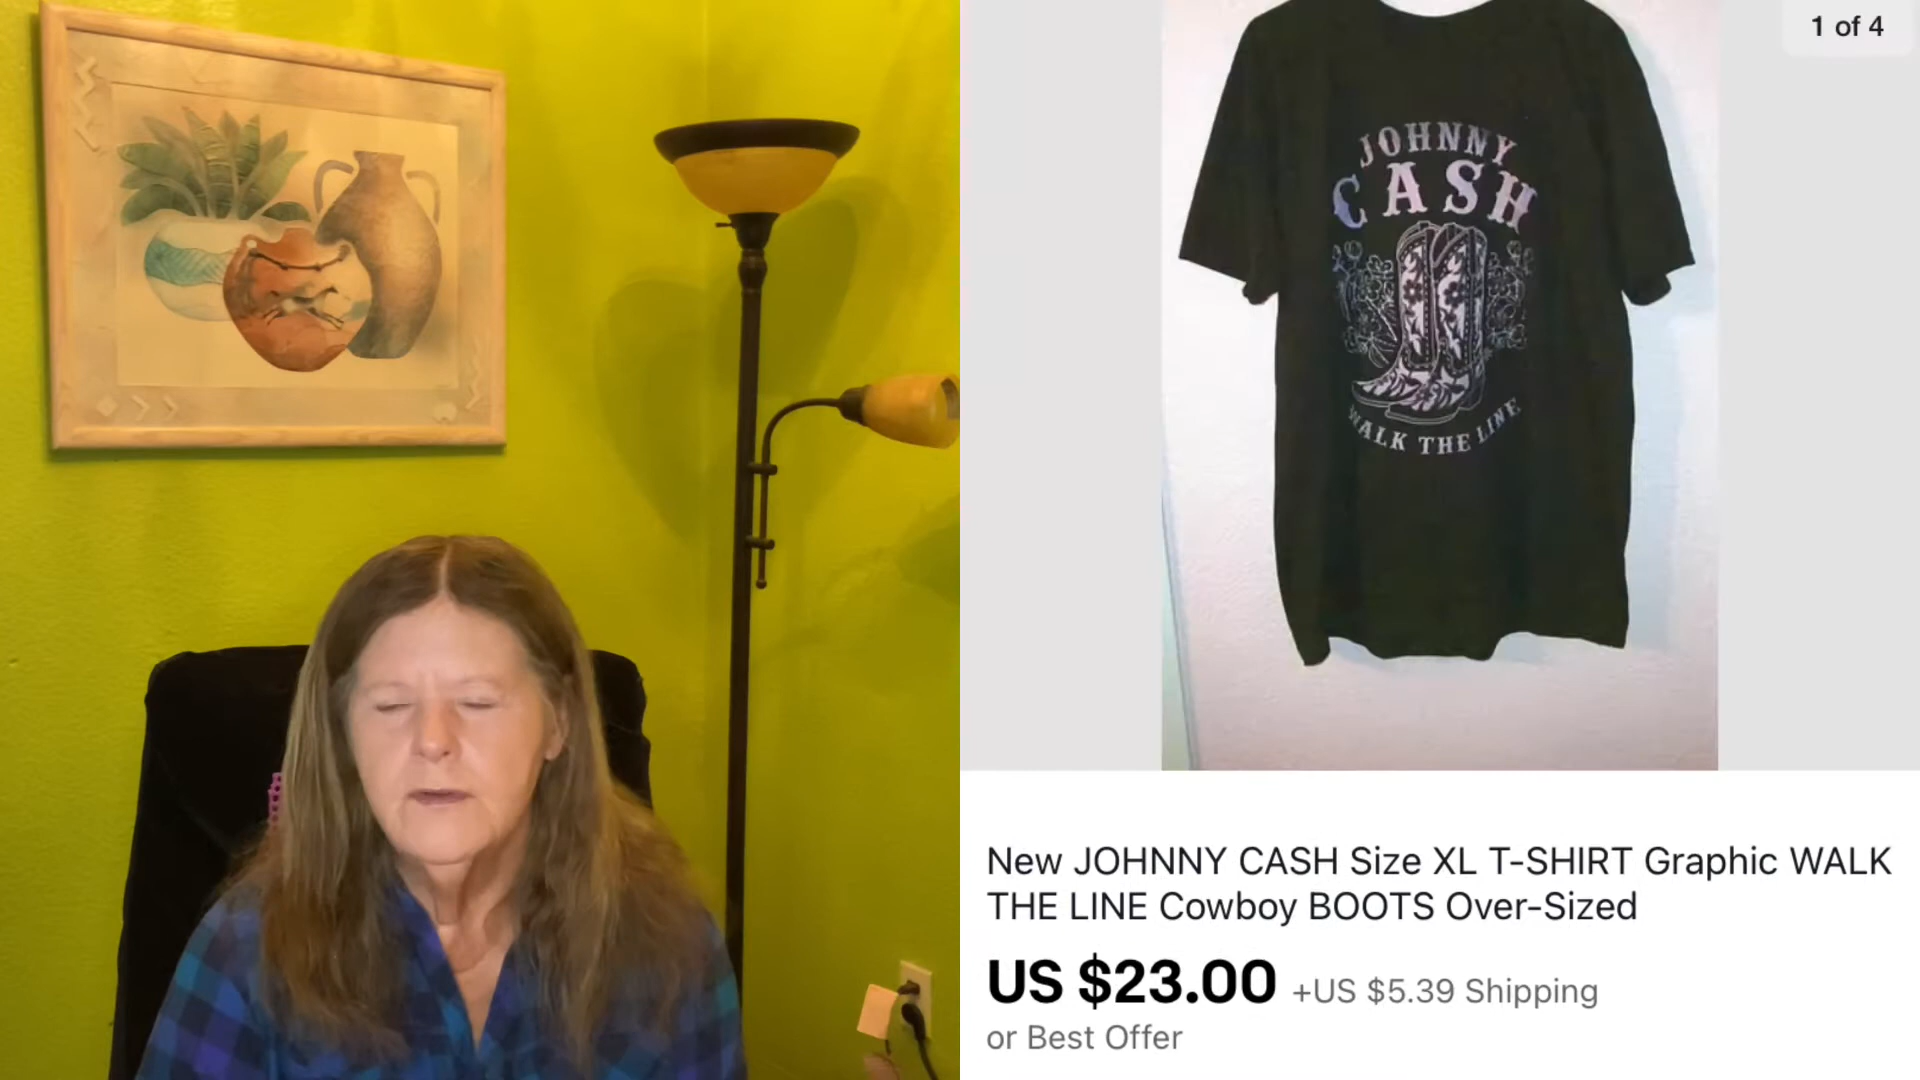 1 of 4
JOHNNY
CASH
WALK THE LINE
New JOHNNY CASH Size XL T-SHIRT Graphic WALK
THE LINE Cowboy BOOTS Over-Sized
US $23.00 +US $5.39 Shipping
or Best Offer